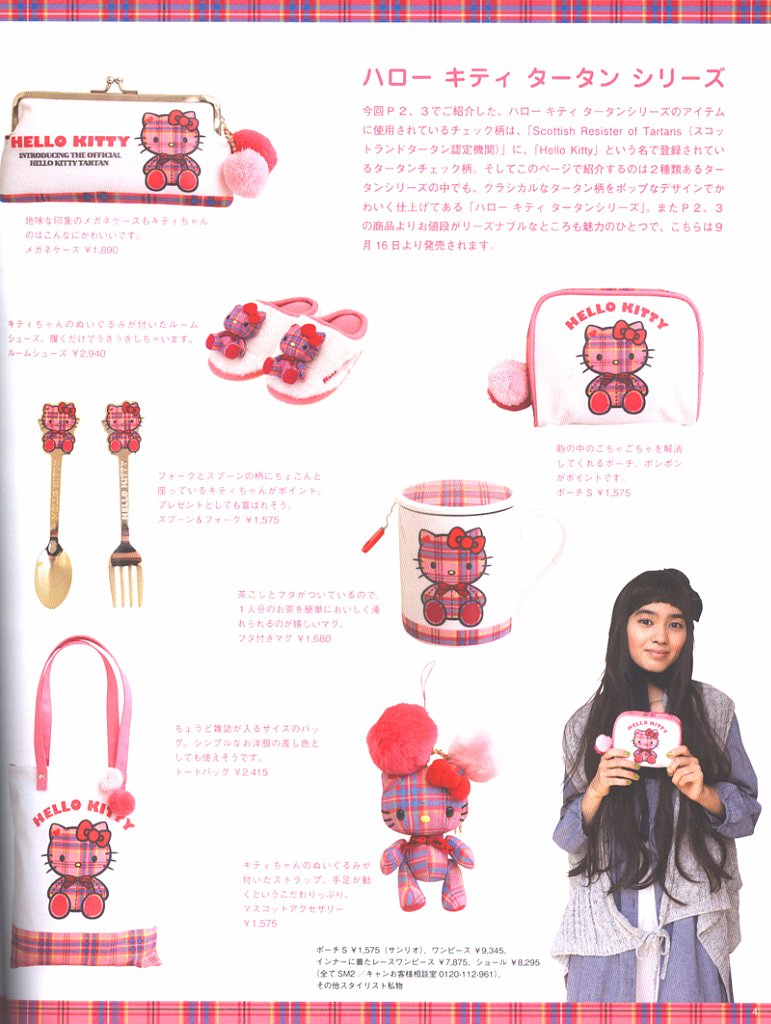 ハロー キティ タータン シリーズ
今回P2、3でご紹介した、ハロー キティ タータンシリーズのアイテム
に使用されているチェック柄は、「Scottish Resister of Tartans（スコッ
トランドタータン認定機関）」に、「Hello Kitty」という名で登録されてい
るタータンチェック柄。そしてこのページで紹介するのは2種類あるター
タンシリーズの中でも、クラシカルなタータン柄をポップなデザインでか
わいく仕上げてある「ハロー キティ タータンシリーズ」。またP2、3
の商品よりお値段がリーズナブルなところも魅力のひとつで、こちらは9
月16日より発売されます。
HELLO KITTY
INTRODUCING THE OFFICIAL
HELLO KITTY TARTAN
地味な印象のメガネケースもキティちゃん
のはこんなにかわいいです。
メガネケース ¥1,890
キティちゃんのぬいぐるみが付いたルーム
シューズ。履くだけでうきうきしちゃいます。
ルームシューズ ¥2,940
HELLO KITTY
鞄の中のごちゃごちゃを解消
してくれるポーチ。ポンポン
がポイントです。
ポーチS ¥1,575
HELLO KITTY
HELLO KITTY
フォークとスプーンの柄にちょこんと
座っているキティちゃんがポイント。
プレゼントとしても喜ばれそう。
スプーン&フォーク ¥1,575
茶こしとフタがついているので、
1人分のお茶を簡単においしく淹
れられるのが嬉しいマグ。
フタ付きマグ ¥1,680
HELLO KITTY
ちょうど雑誌が入るサイズのバッ
グ。シンプルなお洋服の差し色と
しても使えそうです。
トートバッグ ¥2,415
HELLO KITTY
キティちゃんのぬいぐるみが
付いたストラップ。手足が動
くというこだわりっぷり。
マスコットアクセサリー
¥1,575
ポーチS ¥1,575（サンリオ）、ワンピース ¥9,345、
インナーに着たレースワンピース ¥7,875、ショール ¥8,295
（全てSM2／キャンお客様相談室 0120-112-961）、
その他スタイリスト私物
4